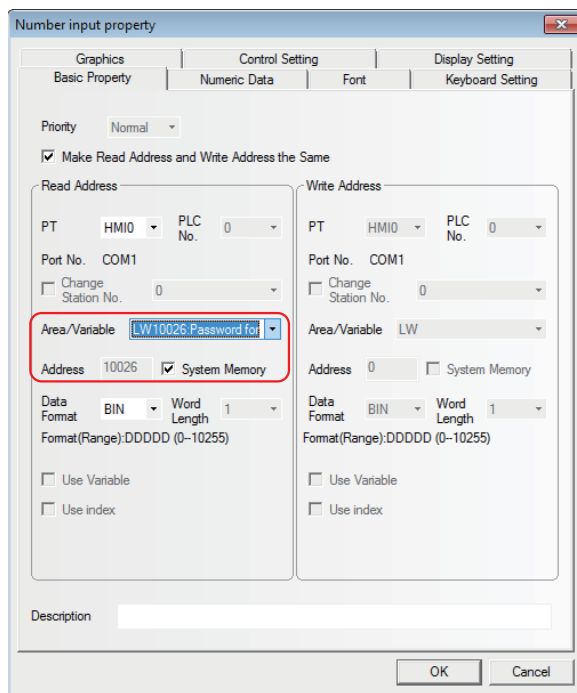 Number input property
Graphics Control Setting Display Setting
Basic Property Numeric Data Font Keyboard Setting
Priority Normal
Make Read Address and Write Address the Same
Read Address
PT HMI0 PLC No. 0
Port No. COM1
Change Station No. 0
Area/Variable LW10026:Password for
Address 10026 System Memory
Data Format BIN Word Length 1
Format(Range):DDDDD (0--10255)
Use Variable
Use index
Write Address
PT HMI0 PLC No. 0
Port No. COM1
Change Station No. 0
Area/Variable LW
Address 0 System Memory
Data Format BIN Word Length 1
Format(Range):DDDDD (0--10255)
Use Variable
Use index
Description
OK Cancel